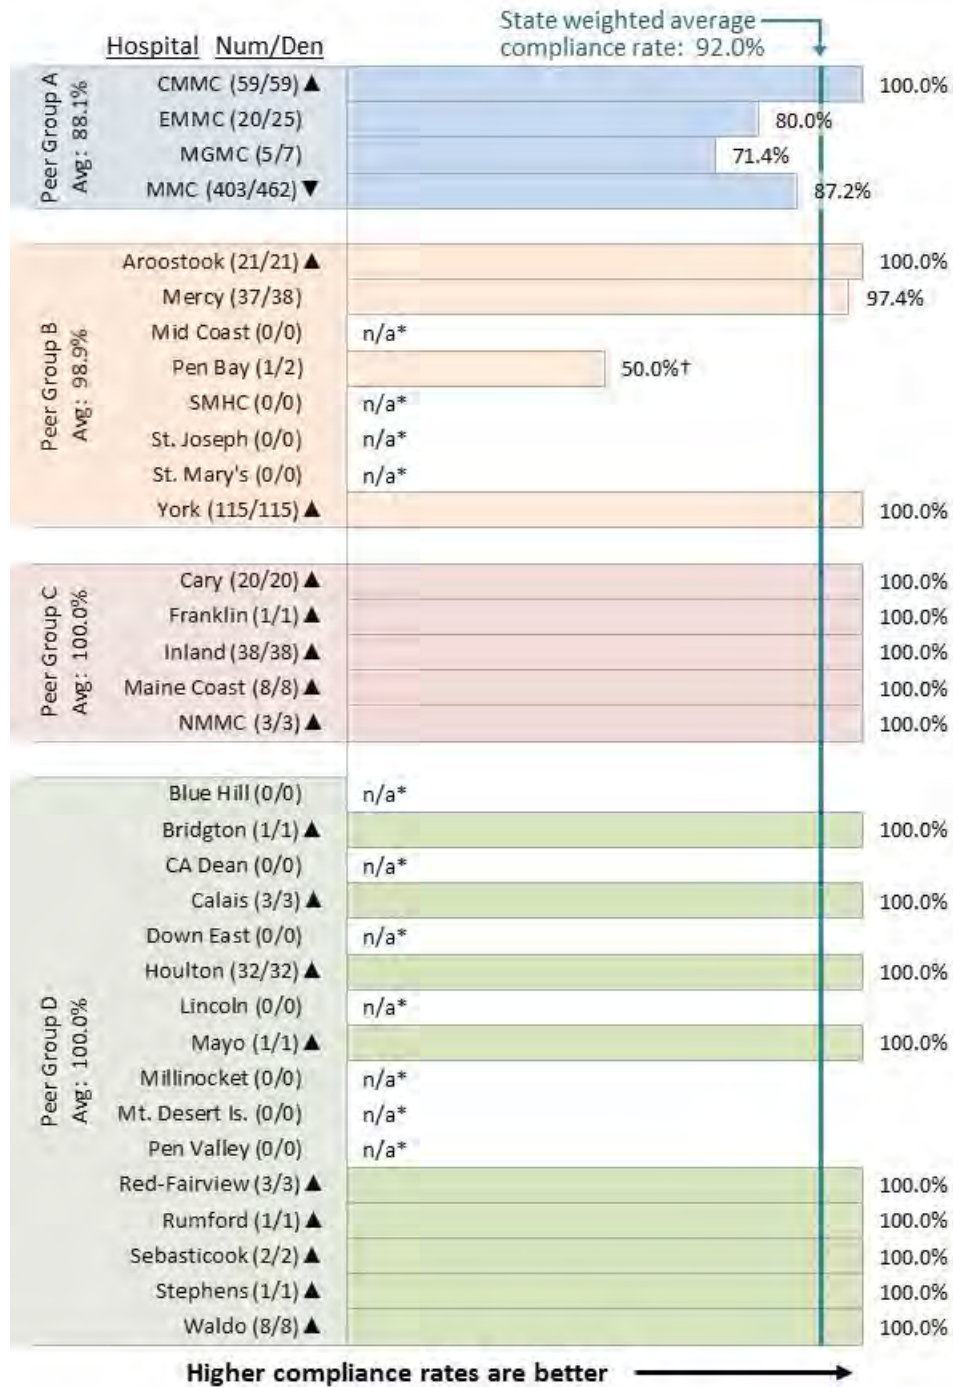 State weighted average
compliance rate: 92.0%
Hospital Num/Den
Peer Group A
Avg: 88.1%
CMMC (59/59) ▲ 100.0%
EMMC (20/25) 80.0%
MGMC (5/7) 71.4%
MMC (403/462) ▼ 87.2%
Peer Group B
Avg: 98.9%
Aroostook (21/21) ▲ 100.0%
Mercy (37/38) 97.4%
Mid Coast (0/0) n/a*
Pen Bay (1/2) 50.0%†
SMHC (0/0) n/a*
St. Joseph (0/0) n/a*
St. Mary's (0/0) n/a*
York (115/115) ▲ 100.0%
Peer Group C
Avg: 100.0%
Cary (20/20) ▲ 100.0%
Franklin (1/1) ▲ 100.0%
Inland (38/38) ▲ 100.0%
Maine Coast (8/8) ▲ 100.0%
NMMC (3/3) ▲ 100.0%
Peer Group D
Avg: 100.0%
Blue Hill (0/0) n/a*
Bridgton (1/1) ▲ 100.0%
CA Dean (0/0) n/a*
Calais (3/3) ▲ 100.0%
Down East (0/0) n/a*
Houlton (32/32) ▲ 100.0%
Lincoln (0/0) n/a*
Mayo (1/1) ▲ 100.0%
Millinocket (0/0) n/a*
Mt. Desert Is. (0/0) n/a*
Pen Valley (0/0) n/a*
Red-Fairview (3/3) ▲ 100.0%
Rumford (1/1) ▲ 100.0%
Sebasticook (2/2) ▲ 100.0%
Stephens (1/1) ▲ 100.0%
Waldo (8/8) ▲ 100.0%
Higher compliance rates are better